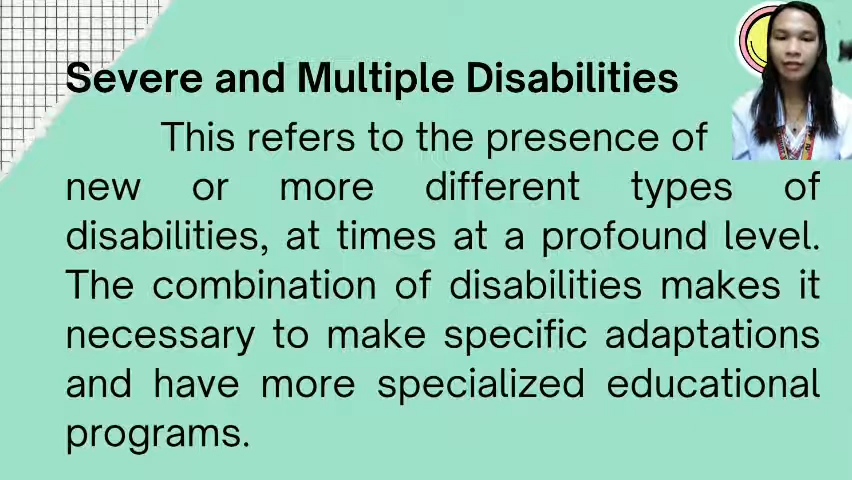 Severe and Multiple Disabilities
This refers to the presence of
new or more different types of
disabilities, at times at a profound level.
The combination of disabilities makes it
necessary to make specific adaptations
and have more specialized educational
programs.